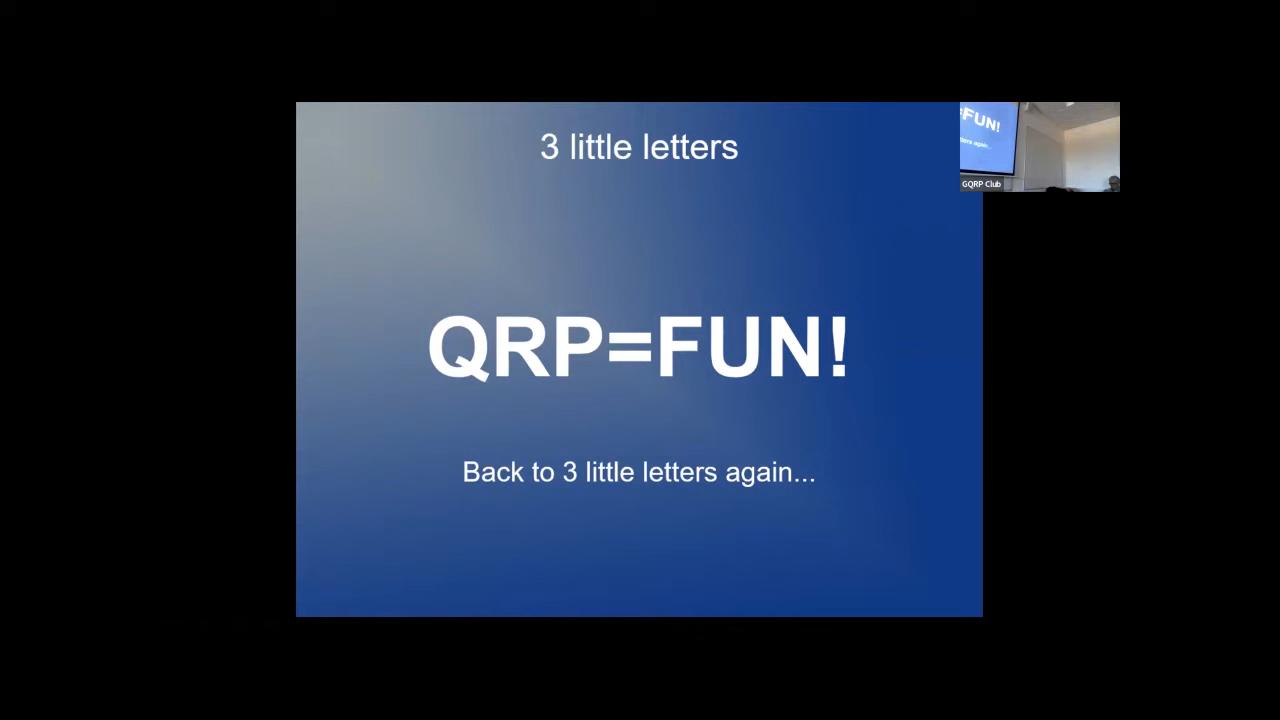 3 little letters
QRP=FUN!
Back to 3 little letters again...
=FUN!
GQRP Club